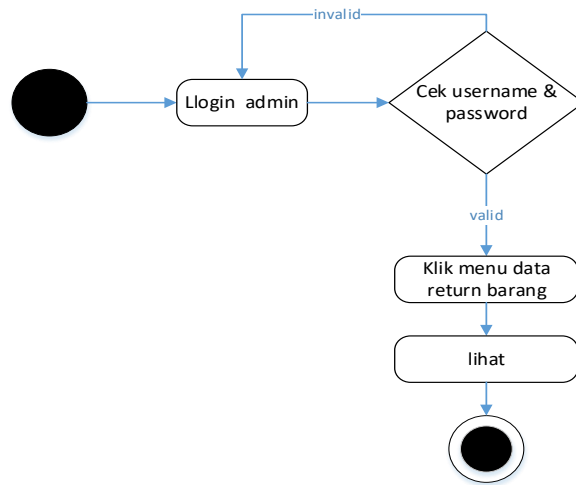 invalid
Llogin  admin
Cek username &
password
valid
Klik menu data
return barang
lihat